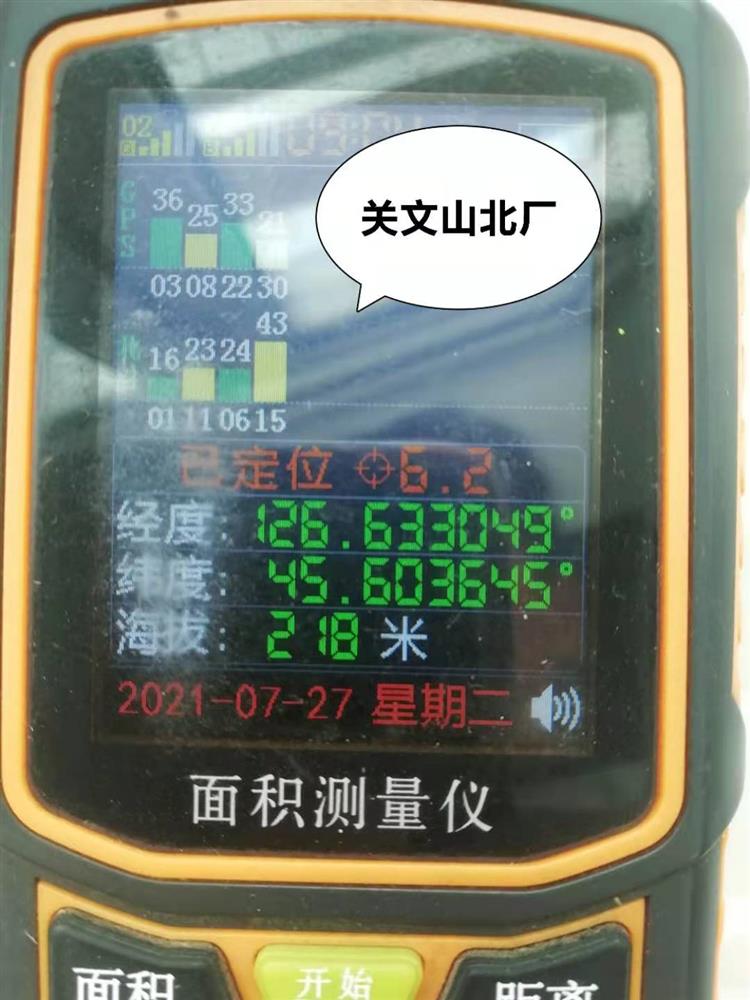 02
关文山北厂
GPS
36 25 33 21
03 08 22 30
43
16 23 24
01 11 06 15
已定位 6.2
经度: 126.633049°
纬度: 45.603645°
海拔: 218 米
2021-07-27 星期二
面积测量仪
面积
开始
距离